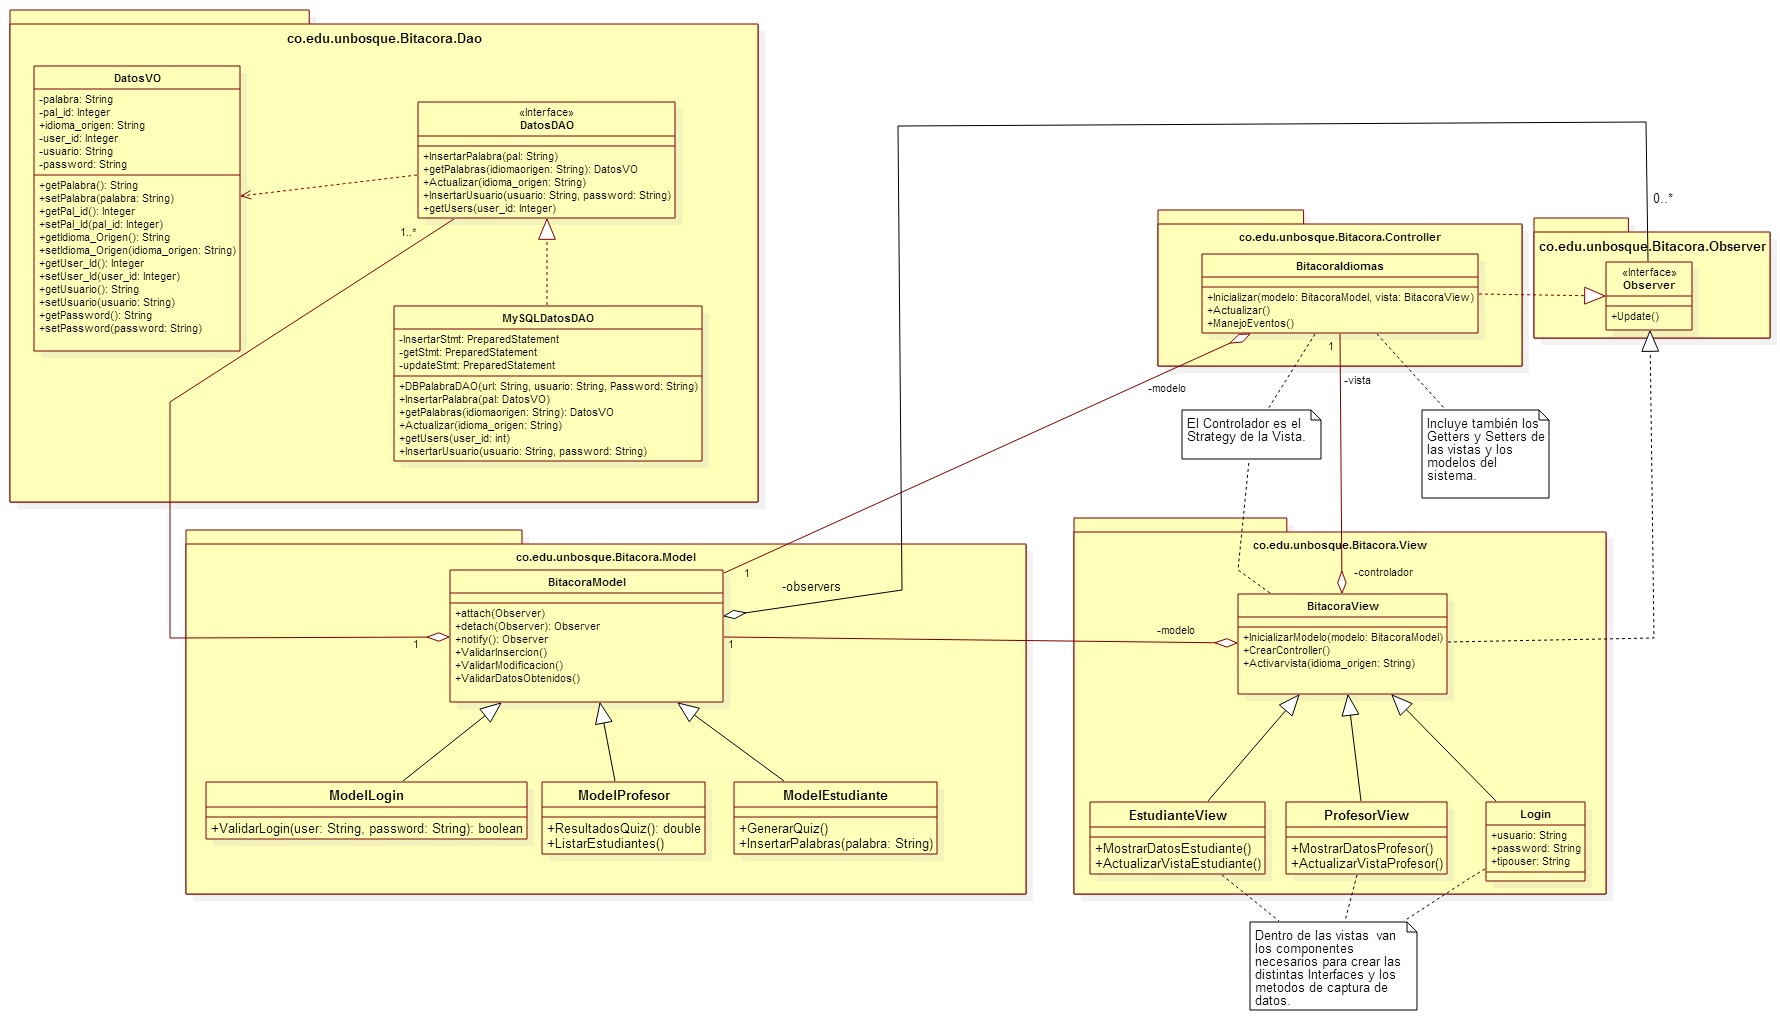 co.edu.unbosque.Bitacora.Dao
DatosVO
-palabra: String
-pal_id: Integer
+idioma_origen: String
-user_id: Integer
-usuario: String
-password: String
+getPalabra(): String
+setPalabra(palabra: String)
+getPal_id(): Integer
+setPal_Id(pal_id: Integer)
+getIdioma_Origen(): String
+setIdioma_Origen(idioma_origen: String)
+getUser_Id(): Integer
+setUser_Id(user_id: Integer)
+getUsuario(): String
+setUsuario(usuario: String)
+getPassword(): String
+setPassword(password: String)
«Interface»
DatosDAO
+InsertarPalabra(pal: String)
+getPalabras(idiomaorigen: String): DatosVO
+Actualizar(idioma_origen: String)
+InsertarUsuario(usuario: String, password: String)
+getUsers(user_id: Integer)
1..*
MySQLDatosDAO
-InsertarStmt: PreparedStatement
-getStmt: PreparedStatement
-updateStmt: PreparedStatement
+DBPalabraDAO(url: String, usuario: String, Password: String)
+InsertarPalabra(pal: DatosVO)
+getPalabras(idiomaorigen: String): DatosVO
+Actualizar(idioma_origen: String)
+getUsers(user_id: int)
+InsertarUsuario(usuario: String, password: String)
co.edu.unbosque.Bitacora.Controller
BitacoraIdiomas
+Inicializar(modelo: BitacoraModel, vista: BitacoraView)
+Actualizar()
+ManejoEventos()
0..*
co.edu.unbosque.Bitacora.Observer
«Interface»
Observer
+Update()
1
-vista
-modelo
El Controlador es el
Strategy de la Vista.
Incluye también los
Getters y Setters de
las vistas y los
modelos del
sistema.
co.edu.unbosque.Bitacora.Model
BitacoraModel
+attach(Observer)
+detach(Observer): Observer
+notify(): Observer
+ValidarInsercion()
+ValidarModificacion()
+ValidarDatosObtenidos()
1
1
-observers
1
-modelo
ModelLogin
+ValidarLogin(user: String, password: String): boolean
ModelProfesor
+ResultadosQuiz(): double
+ListarEstudiantes()
ModelEstudiante
+GenerarQuiz()
+InsertarPalabras(palabra: String)
co.edu.unbosque.Bitacora.View
-controlador
BitacoraView
+InicializarModelo(modelo: BitacoraModel)
+CrearController()
+Activarvista(idioma_origen: String)
EstudianteView
+MostrarDatosEstudiante()
+ActualizarVistaEstudiante()
ProfesorView
+MostrarDatosProfesor()
+ActualizarVistaProfesor()
Login
+usuario: String
+password: String
+tipouser: String
Dentro de las vistas  van
los componentes
necesarios para crear las
distintas Interfaces y los
metodos de captura de
datos.